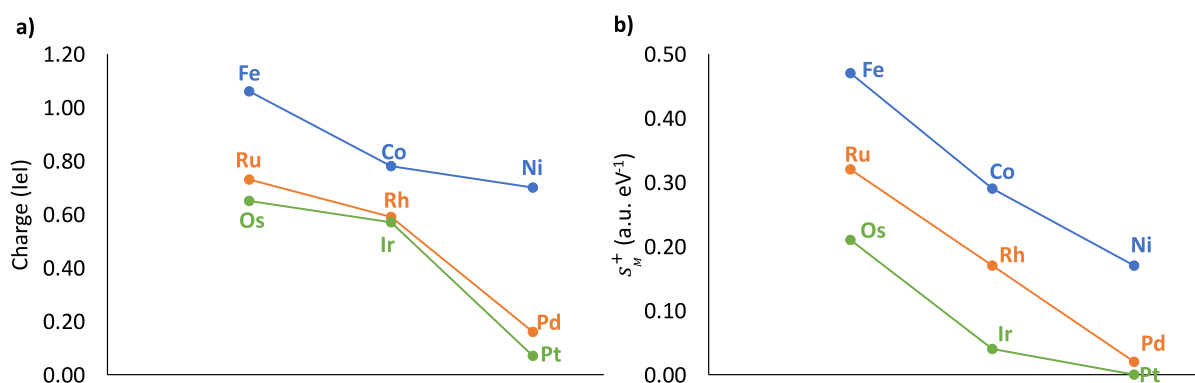 a)
1.20
1.00
0.80
0.60
0.40
0.20
0.00
Charge (IeI)
Fe
Co
Ni
Ru
Rh
Pd
Os
Ir
Pt
b)
0.50
0.40
0.30
0.20
0.10
0.00
s_M^+ (a.u. eV^-1)
Fe
Co
Ni
Ru
Rh
Pd
Os
Ir
Pt